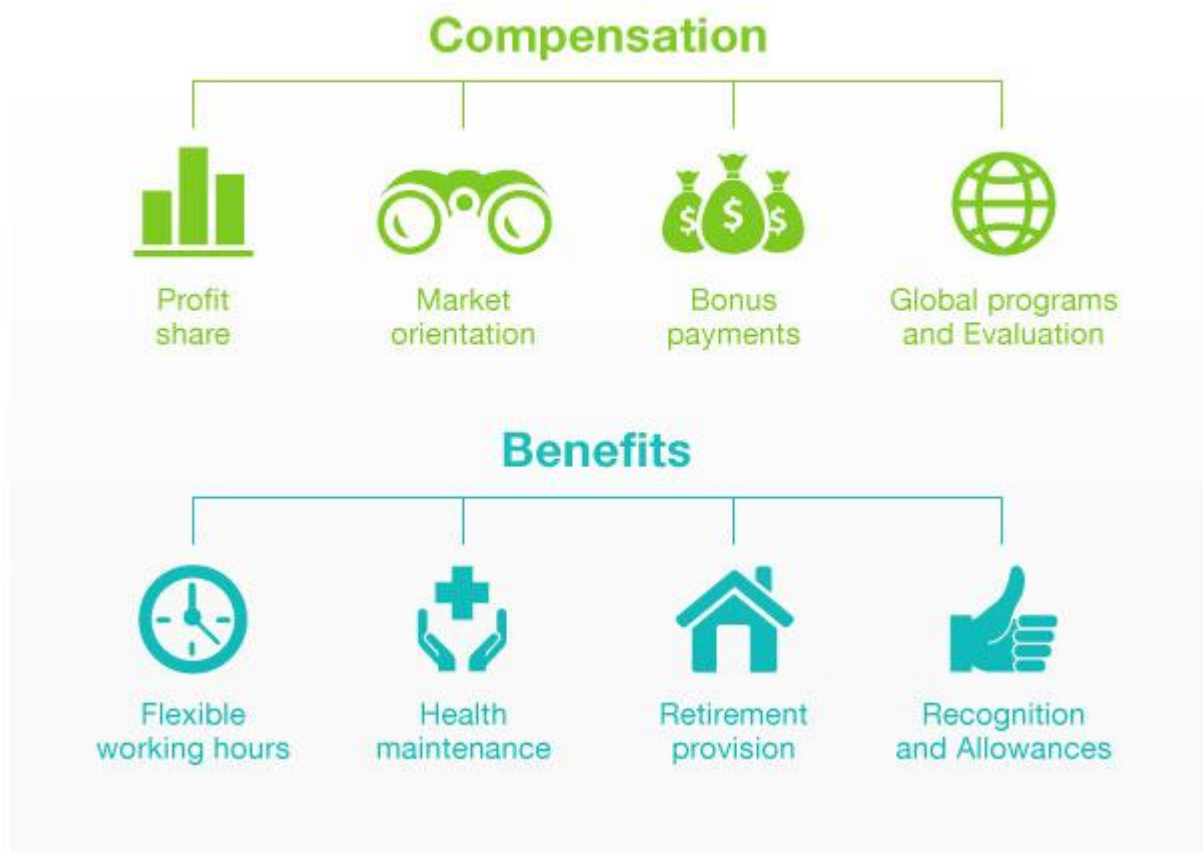 Compensation
Profit
share
Market
orientation
$ $ $
Bonus
payments
Global programs
and Evaluation
Benefits
Flexible
working hours
Health
maintenance
Retirement
provision
Recognition
and Allowances